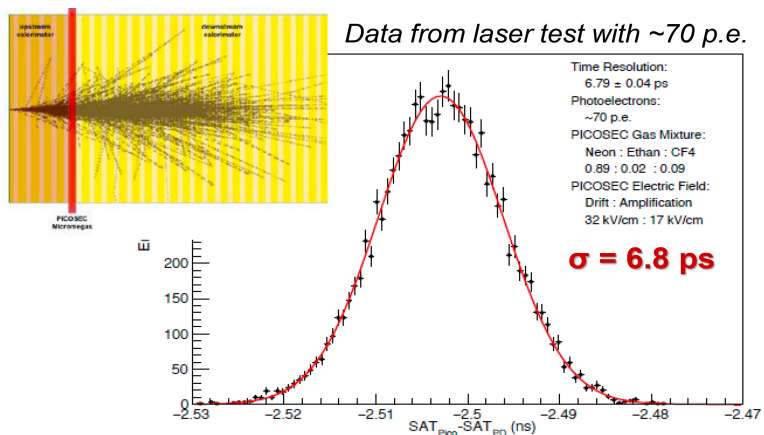 upstream calorimeter
downstream calorimeter
PICOSEC
Micromegas
Data from laser test with ~70 p.e.
Time Resolution:
6.79 ± 0.04 ps
Photoelectrons:
~70 p.e.
PICOSEC Gas Mixture:
Neon : Ethan : CF4
0.89 : 0.02 : 0.09
PICOSEC Electric Field:
Drift : Amplification
32 kV/cm : 17 kV/cm
σ = 6.8 ps
200
150
100
50
0
−2.53 −2.52 −2.51 −2.5 −2.49 −2.48 −2.47
SAT_Pico-SAT_PD (ns)